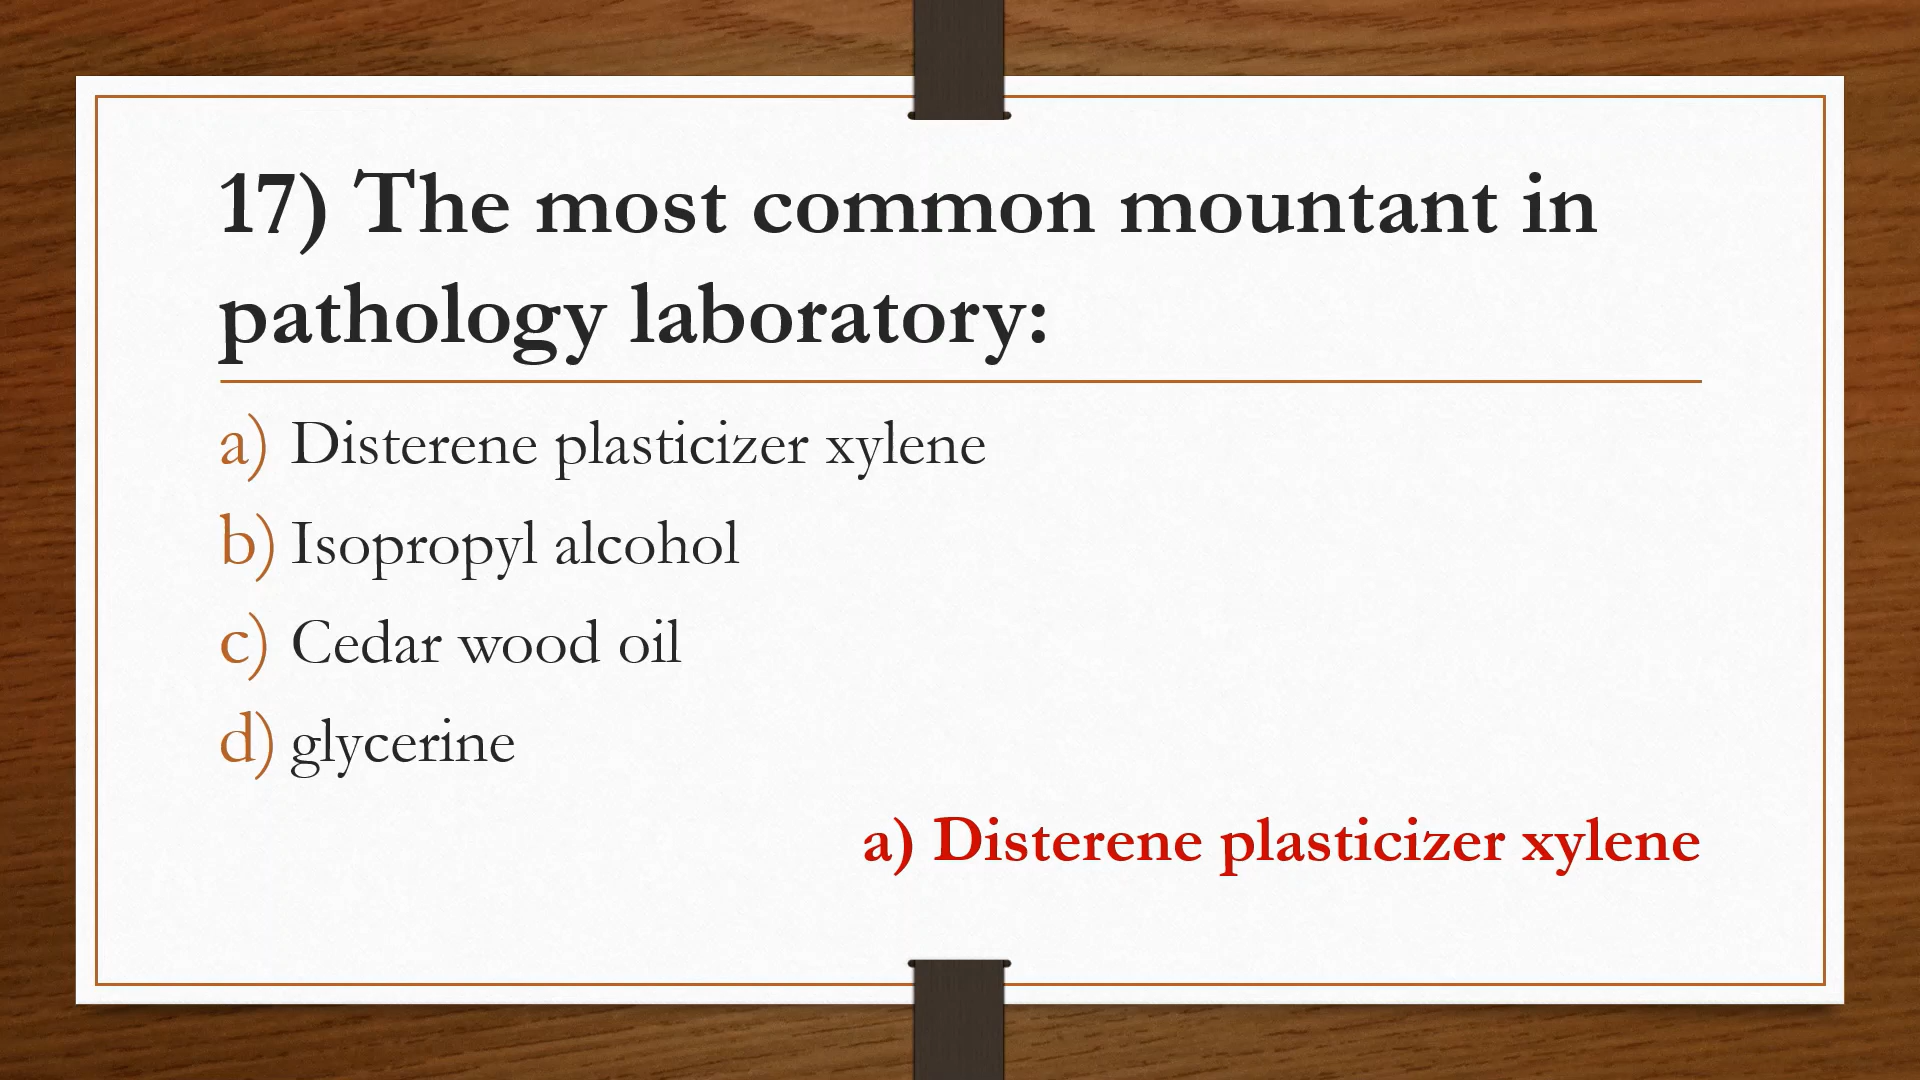 17) The most common mountant in
pathology laboratory:
a) Disterene plasticizer xylene
b) Isopropyl alcohol
c) Cedar wood oil
d) glycerine
a) Disterene plasticizer xylene